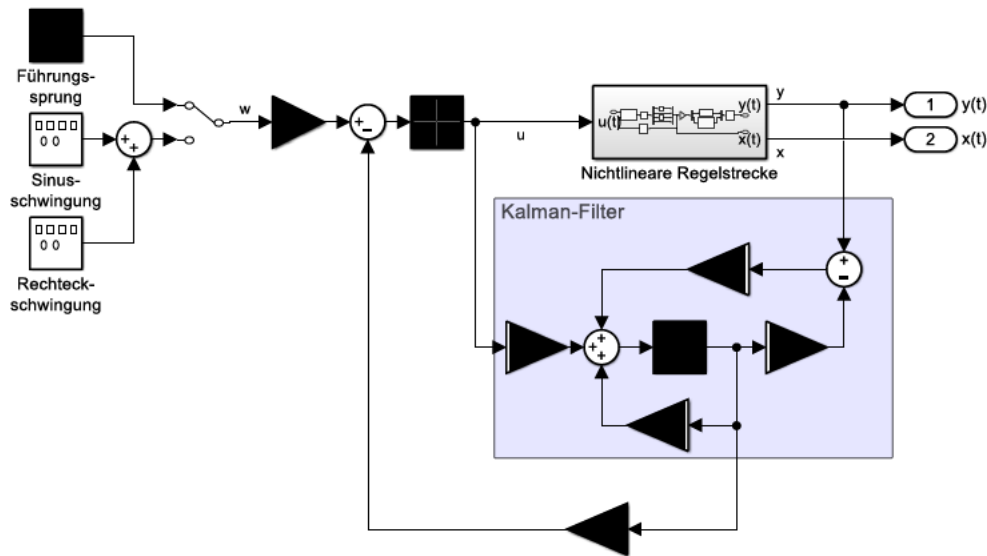 Führungs-
sprung
Sinus-
schwingung
Rechteck-
schwingung
w
u
u(t)
y(t)
x(t)
Nichtlineare Regelstrecke
y
x
1
y(t)
2
x(t)
Kalman-Filter